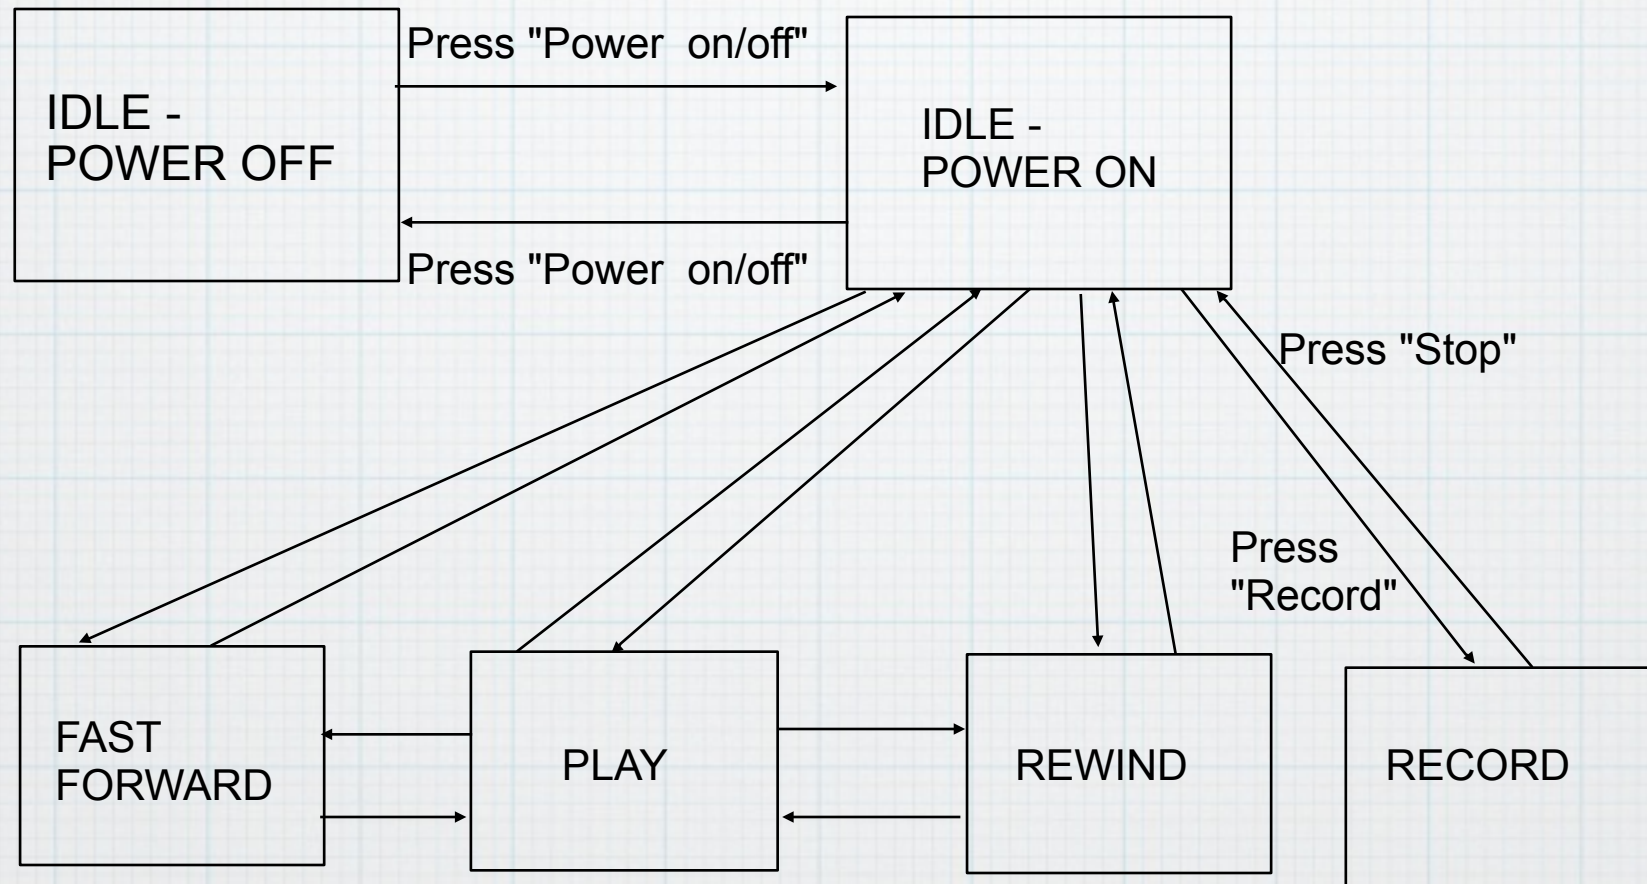 Press "Power  on/off"
IDLE -
POWER OFF
IDLE -
POWER ON
Press "Power  on/off"
Press "Stop"
Press
"Record"
FAST
FORWARD
PLAY
REWIND
RECORD